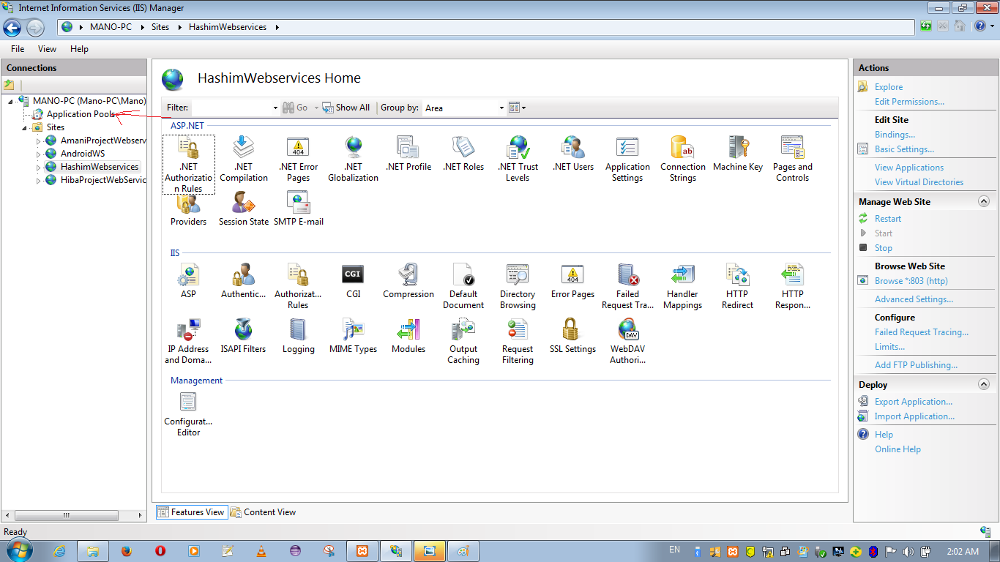 Internet Information Services (IIS) Manager
MANO-PC
Sites
HashimWebservices
File View Help
Connections
MANO-PC (Mano-PC\Mano)
Application Pools
Sites
AmaniProjectWebserv
AndroidWS
HashimWebservices
HibaProjectWebServic
HashimWebservices Home
Filter: Go Show All Group by: Area
ASP.NET
.NET Authorizatio n Rules
.NET Compilation
.NET Error Pages
.NET Globalization
.NET Profile
.NET Roles
.NET Trust Levels
.NET Users
Application Settings
Connection Strings
Machine Key
Pages and Controls
Providers
Session State
SMTP E-mail
IIS
ASP
Authentic...
Authorizat... Rules
CGI
Compression
Default Document
Directory Browsing
Error Pages
Failed Request Tra...
Handler Mappings
HTTP Redirect
HTTP Respon...
IP Address and Doma...
ISAPI Filters
Logging
MIME Types
Modules
Output Caching
Request Filtering
SSL Settings
WebDAV Authori...
Management
Configurat... Editor
Features View
Content View
Actions
Explore
Edit Permissions...
Edit Site
Bindings...
Basic Settings...
View Applications
View Virtual Directories
Manage Web Site
Restart
Start
Stop
Browse Web Site
Browse *:803 (http)
Advanced Settings...
Configure
Failed Request Tracing...
Limits...
Add FTP Publishing...
Deploy
Export Application...
Import Application...
Help
Online Help
Ready
EN
2:02 AM